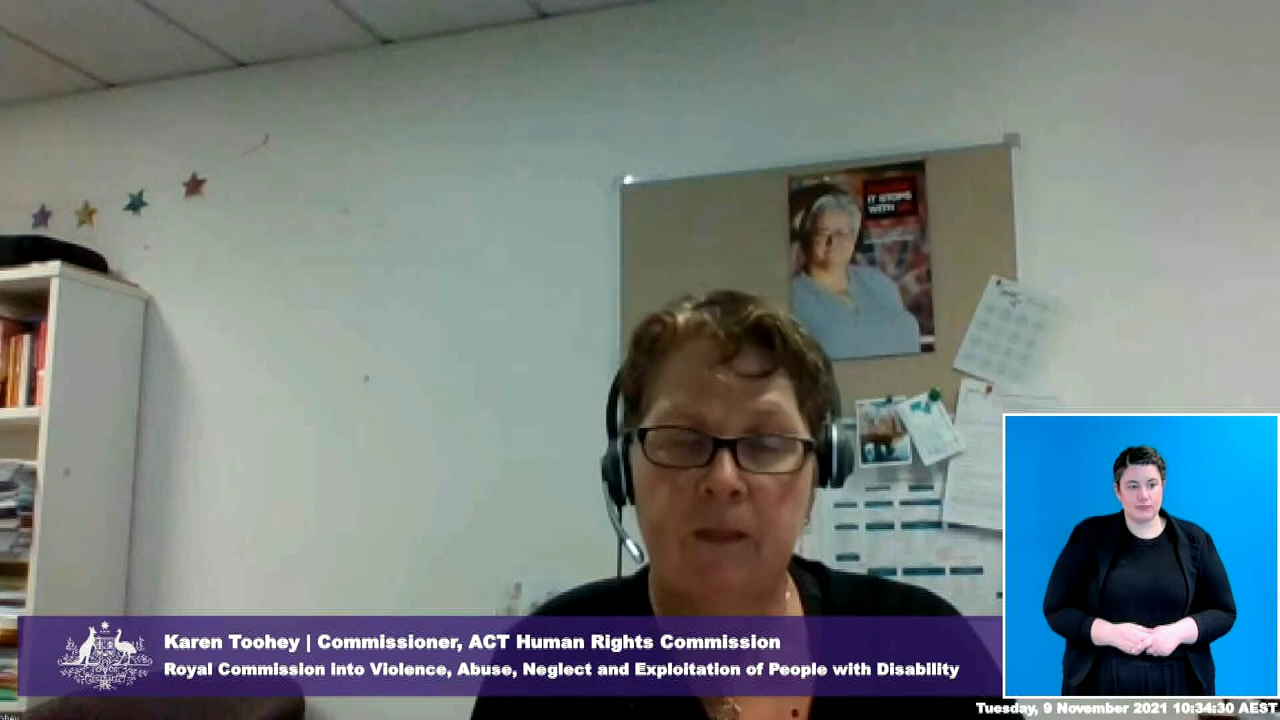 IT STOPS
WITH
Karen Toohey | Commissioner, ACT Human Rights Commission
Royal Commission into Violence, Abuse, Neglect and Exploitation of People with Disability
Tuesday, 9 November 2021 10:34:30 AEST